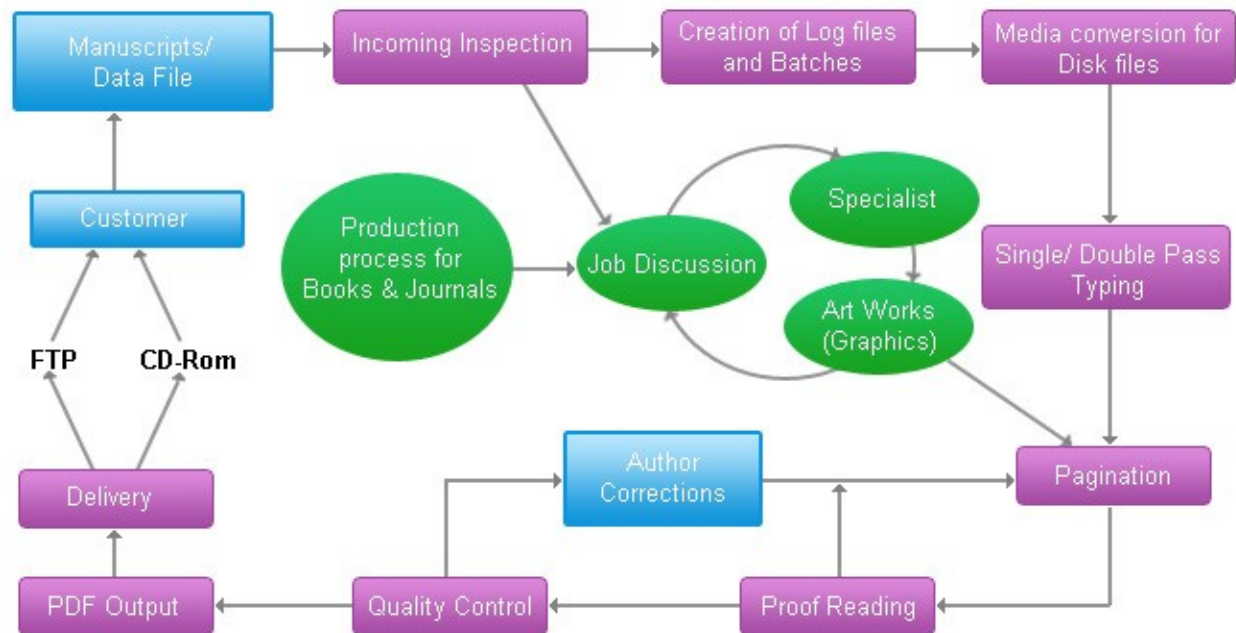 Manuscripts/
Data File
Incoming Inspection
Creation of Log files
and Batches
Media conversion for
Disk files
Customer
Production
process for
Books & Journals
Job Discussion
Specialist
Single/ Double Pass
Typing
Art Works
(Graphics)
FTP
CD-Rom
Author
Corrections
Pagination
Delivery
PDF Output
Quality Control
Proof Reading